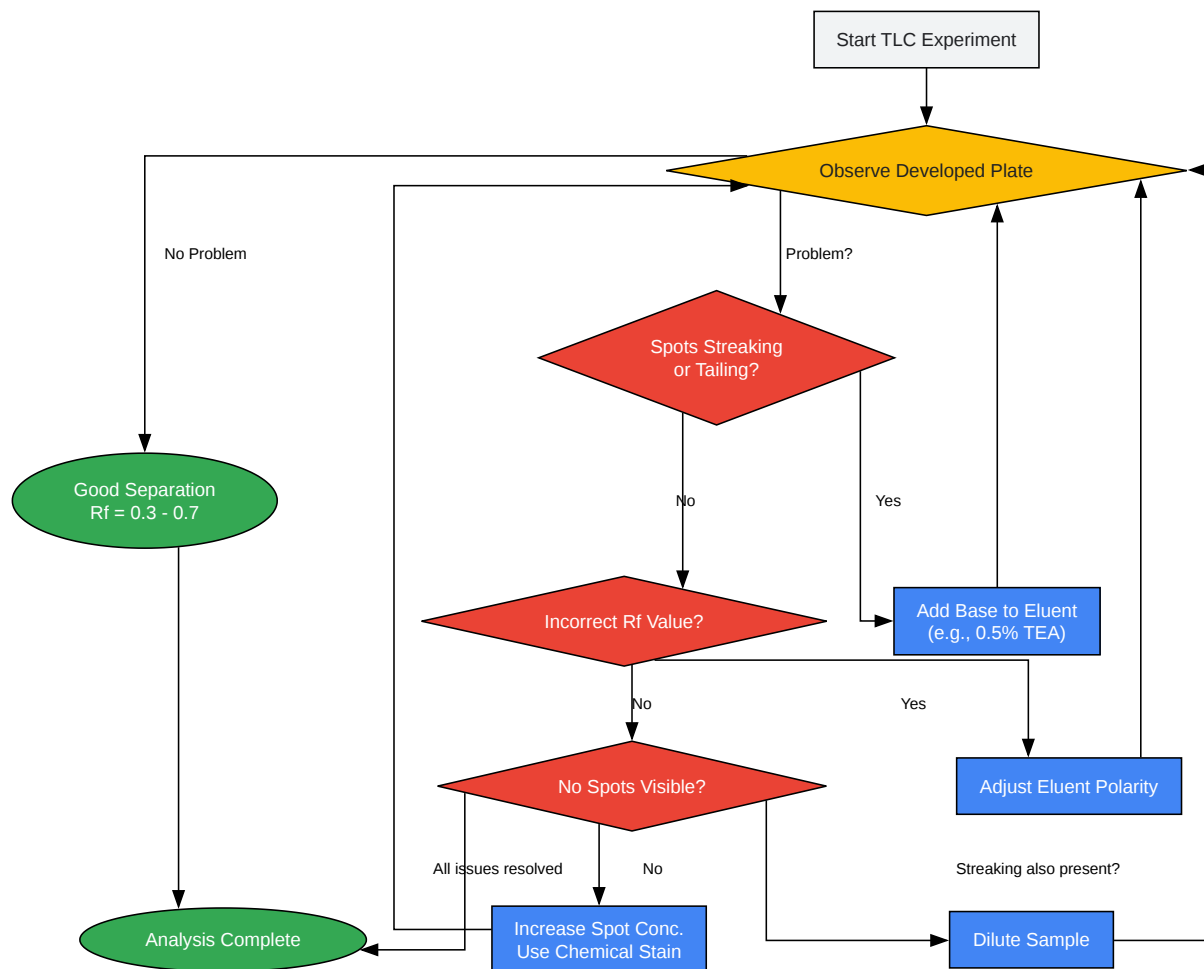 Start TLC Experiment
Observe Developed Plate
No Problem
Problem?
Spots Streaking
or Tailing?
Good Separation
Rf = 0.3 - 0.7
No
Yes
Incorrect Rf Value?
Add Base to Eluent
(e.g., 0.5% TEA)
No
Yes
No Spots Visible?
Adjust Eluent Polarity
All issues resolved
No
Streaking also present?
Analysis Complete
Increase Spot Conc.
Use Chemical Stain
Dilute Sample